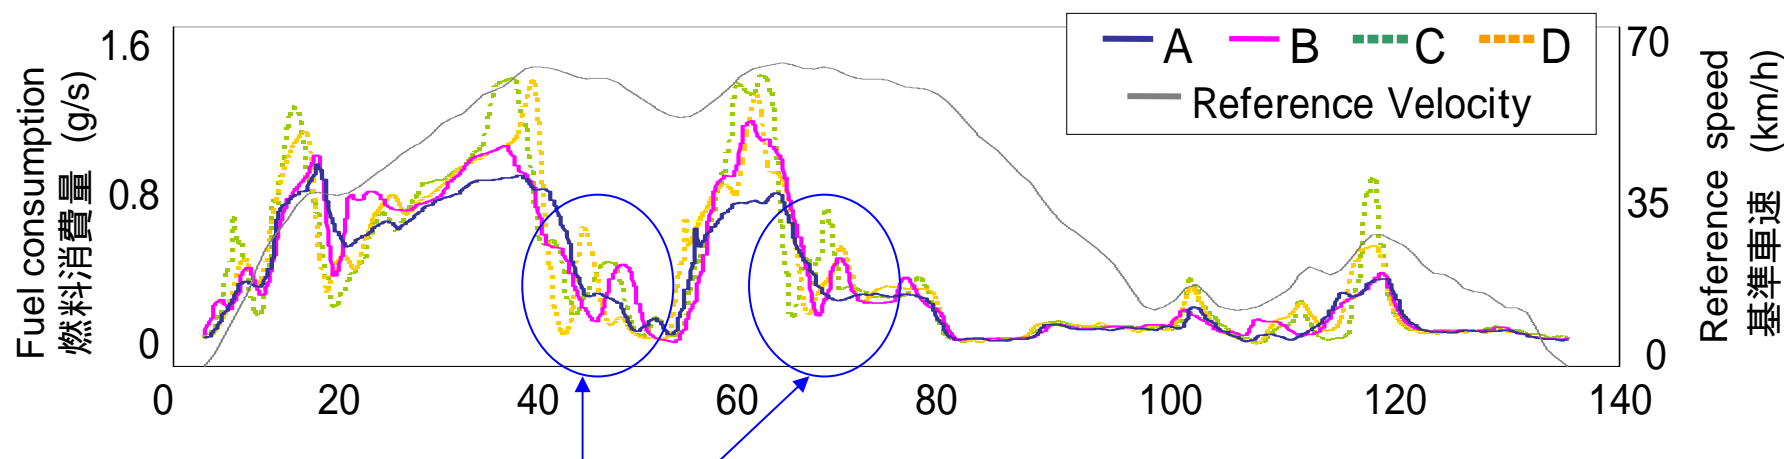 Fuel consumption
燃料消費量 (g/s)
1.6
0.8
0
A B C D
Reference Velocity
70
35
0
Reference speed
基準車速 (km/h)
0 20 40 60 80 100 120 140